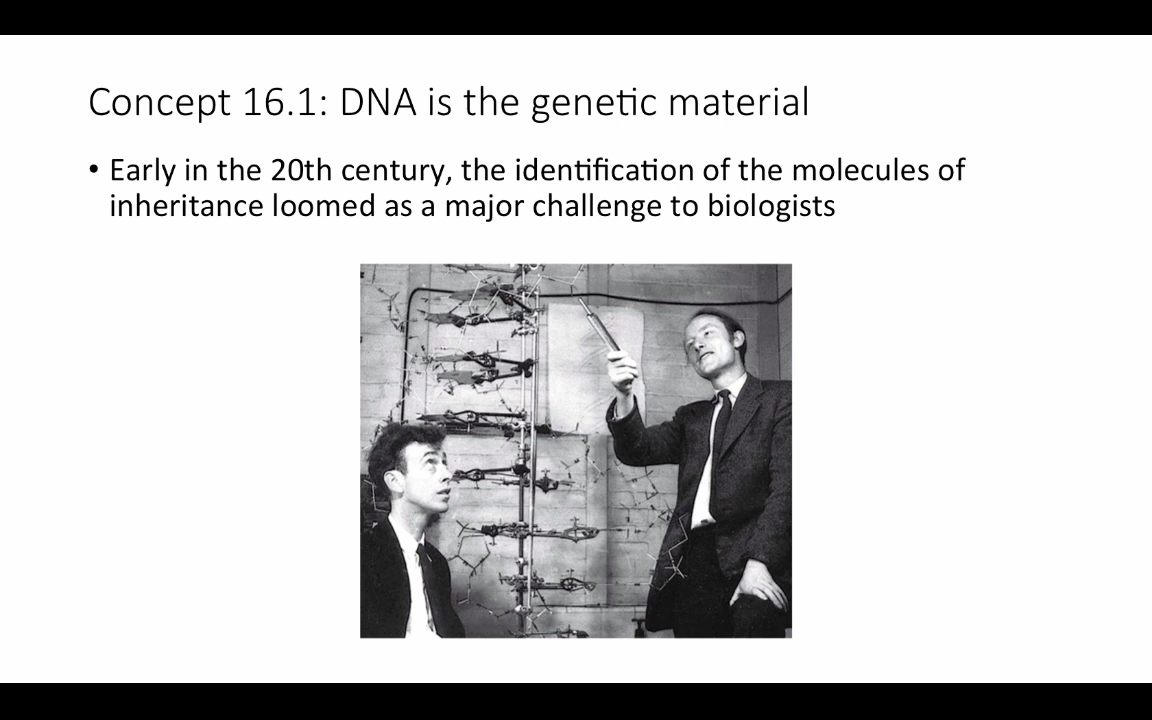 Concept 16.1: DNA is the genetic material
• Early in the 20th century, the identification of the molecules of
inheritance loomed as a major challenge to biologists